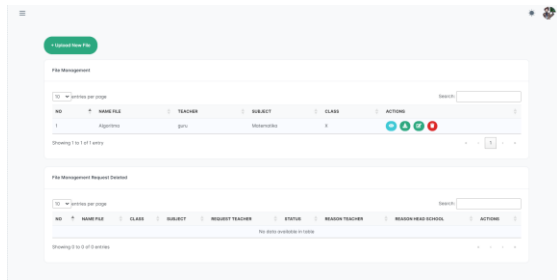 + Upload New File
File Management
10 entries per page
Search:
NO NAME FILE TEACHER SUBJECT CLASS ACTIONS
1 Algoritma guru Matematika X
Showing 1 to 1 of 1 entry
‹ 1 ›
File Management Request Deleted
10 entries per page
Search:
NO NAME FILE CLASS SUBJECT REQUEST TEACHER STATUS REASON TEACHER REASON HEAD SCHOOL ACTIONS
No data available in table
Showing 0 to 0 of 0 entries